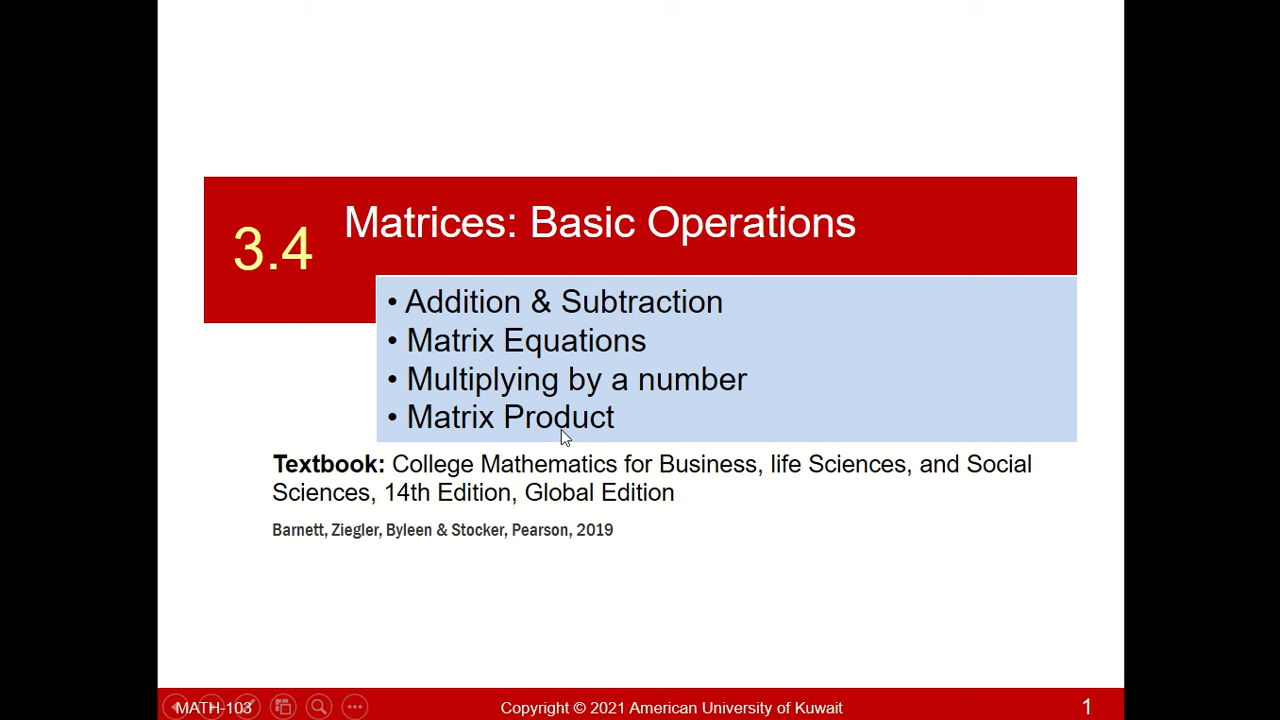 3.4
Matrices: Basic Operations
• Addition & Subtraction
• Matrix Equations
• Multiplying by a number
• Matrix Product
Textbook: College Mathematics for Business, life Sciences, and Social
Sciences, 14th Edition, Global Edition
Barnett, Ziegler, Byleen & Stocker, Pearson, 2019
MATH-103
Copyright © 2021 American University of Kuwait
1